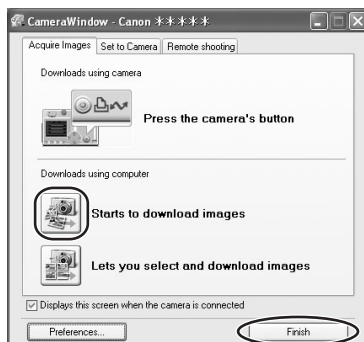 CameraWindow - Canon ＊＊＊＊＊
Acquire Images Set to Camera Remote shooting
Downloads using camera
Press the camera's button
Downloads using computer
Starts to download images
Lets you select and download images
Displays this screen when the camera is connected
Preferences... Finish